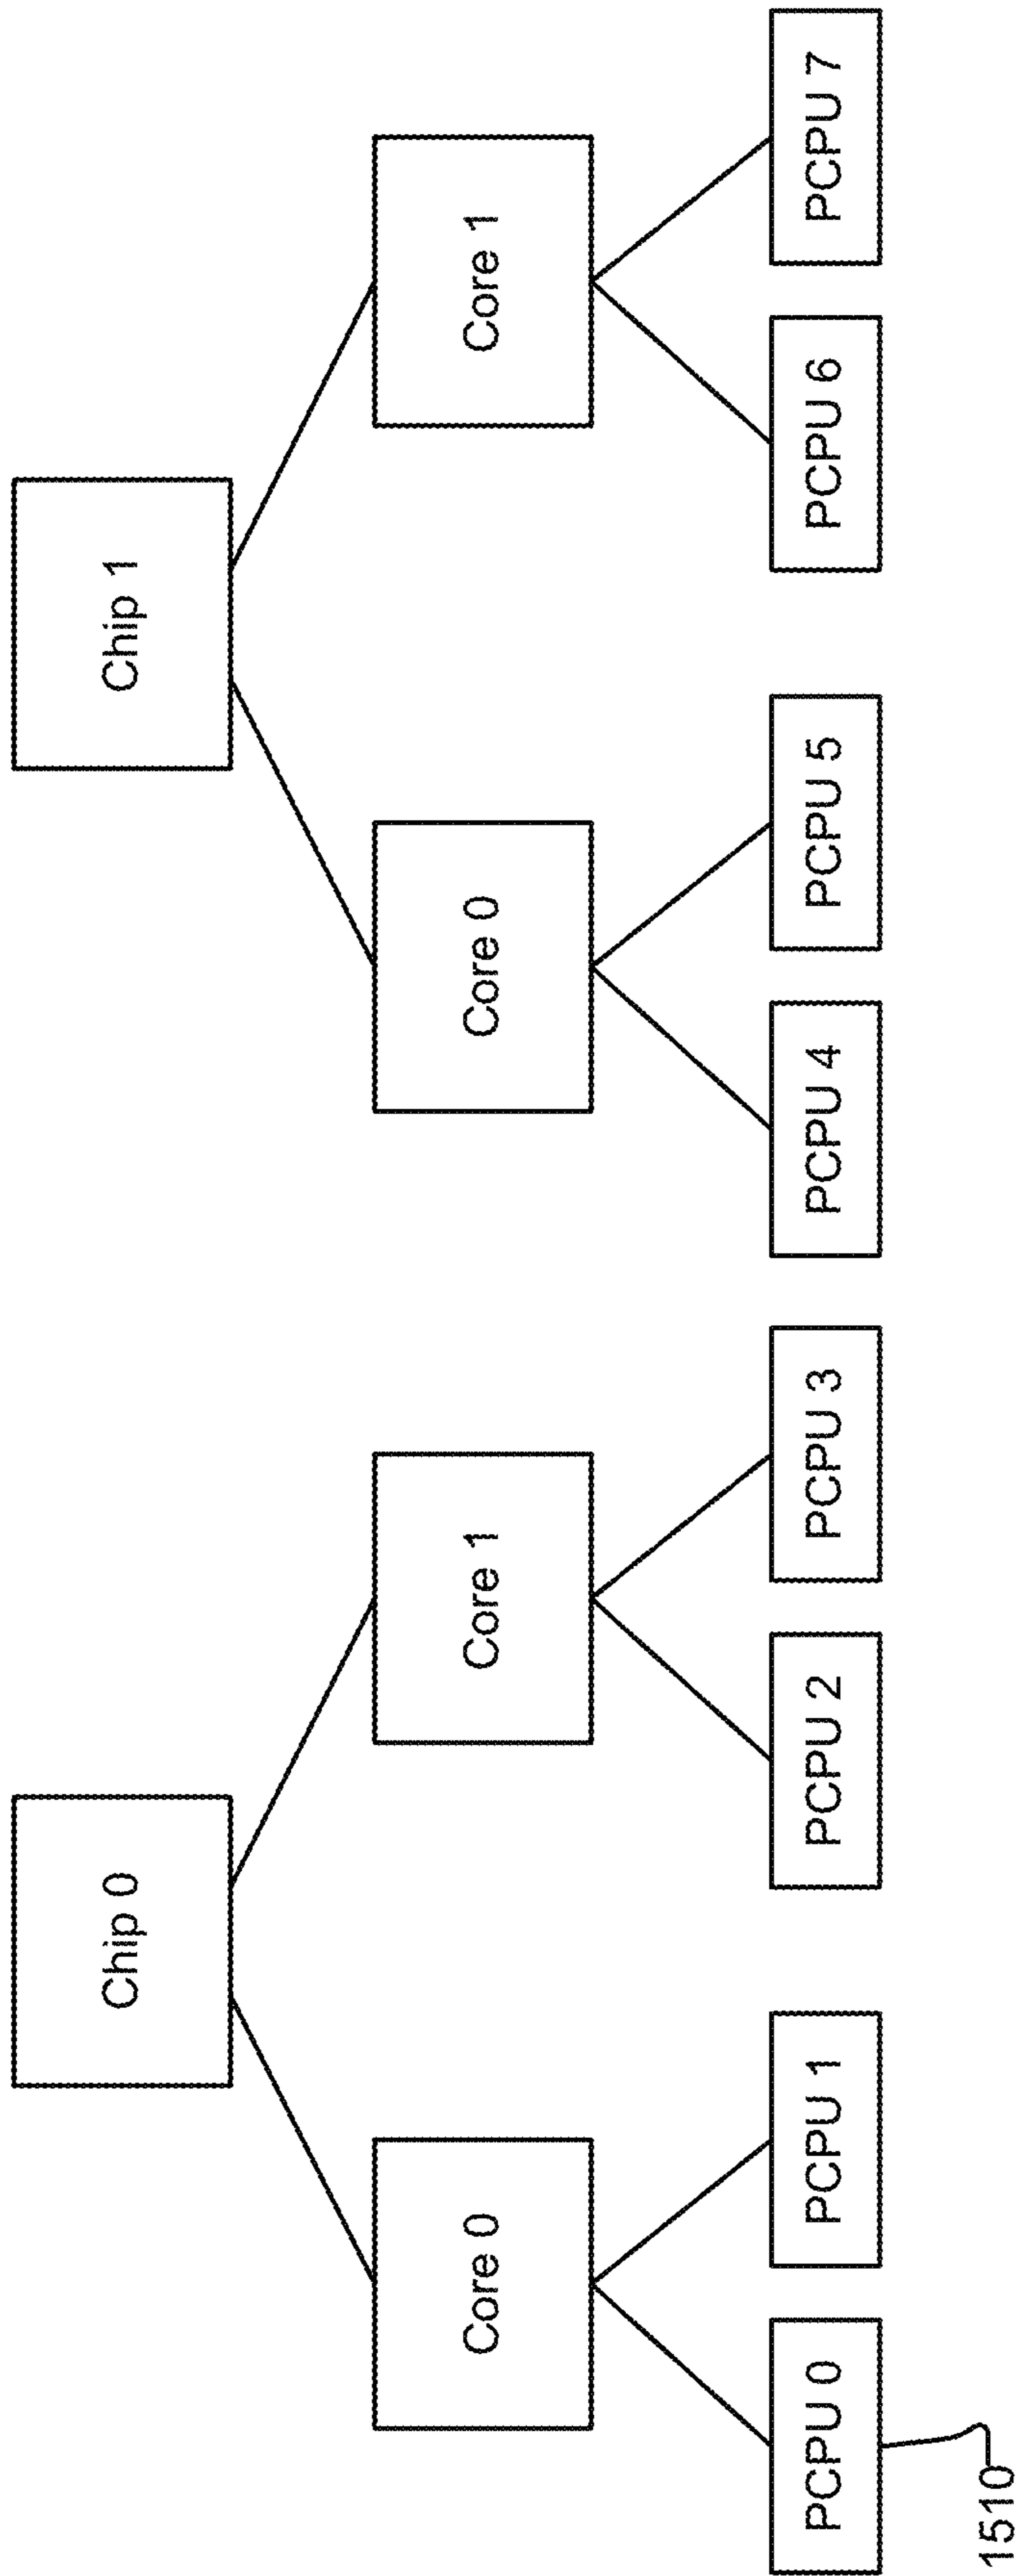 Chip 0
Chip 1
Core 0
Core 1
Core 0
Core 1
PCPU 0
PCPU 1
PCPU 2
PCPU 3
PCPU 4
PCPU 5
PCPU 6
PCPU 7
1510